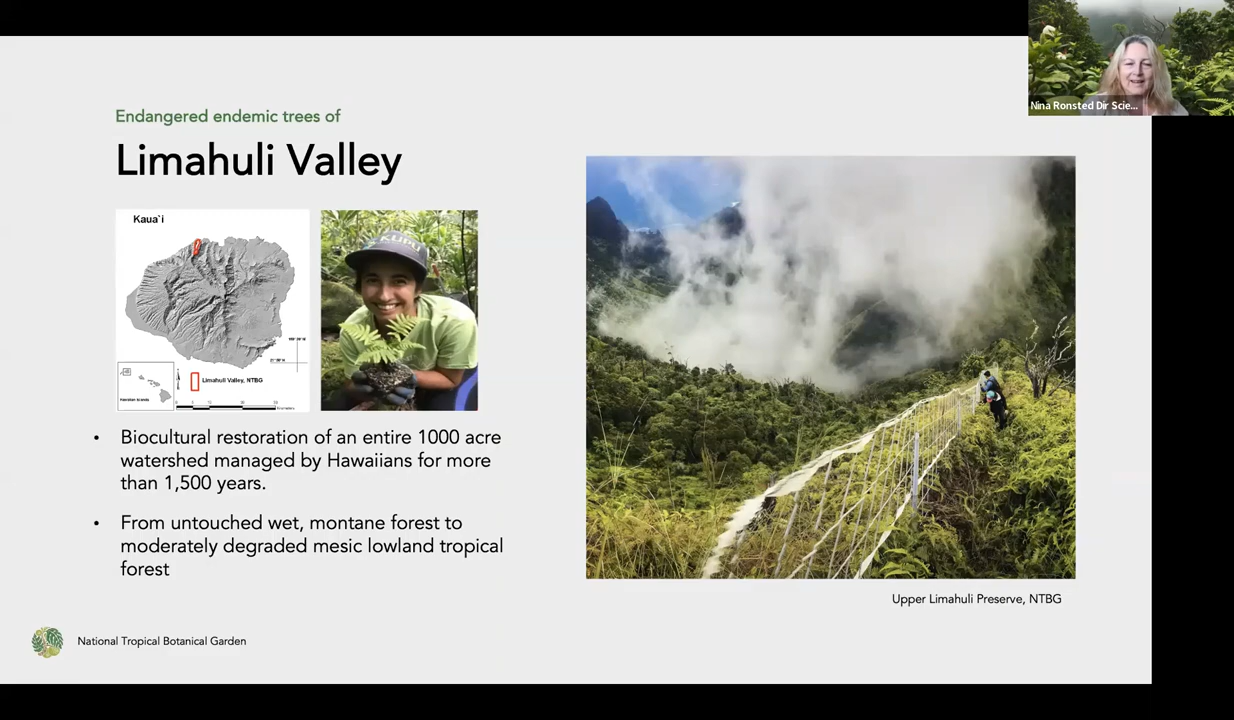 Nina Ronsted Dir Scie...
Endangered endemic trees of
Limahuli Valley
Kaua`i
Limahuli Valley, NTBG
Hawaiian Islands
KUPU
• Biocultural restoration of an entire 1000 acre
watershed managed by Hawaiians for more
than 1,500 years.
• From untouched wet, montane forest to
moderately degraded mesic lowland tropical
forest
Upper Limahuli Preserve, NTBG
National Tropical Botanical Garden